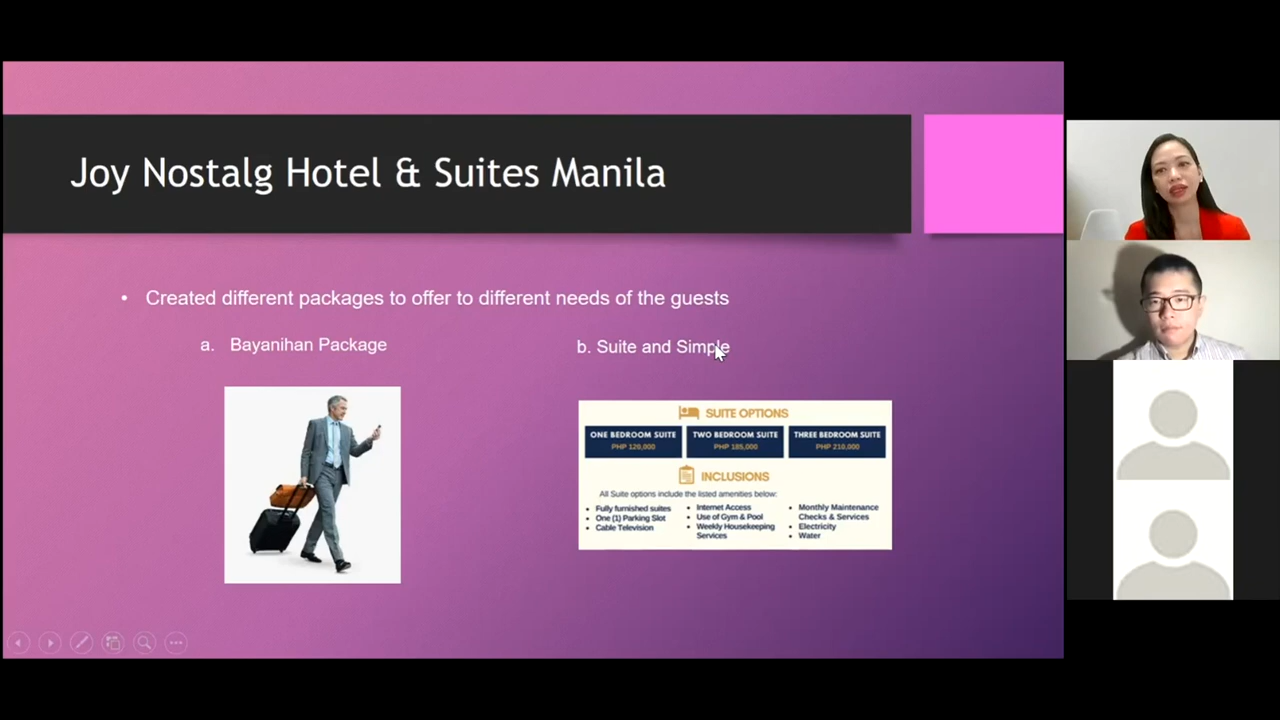 Joy Nostalg Hotel & Suites Manila
• Created different packages to offer to different needs of the guests
a. Bayanihan Package
b. Suite and Simple
SUITE OPTIONS
ONE BEDROOM SUITE
PHP 120,000
TWO BEDROOM SUITE
PHP 185,000
THREE BEDROOM SUITE
PHP 210,000
INCLUSIONS
All Suite options include the listed amenities below:
• Fully furnished suites
• One (1) Parking Slot
• Cable Television
• Internet Access
• Use of Gym & Pool
• Weekly Housekeeping
Services
• Monthly Maintenance
Checks & Services
• Electricity
• Water